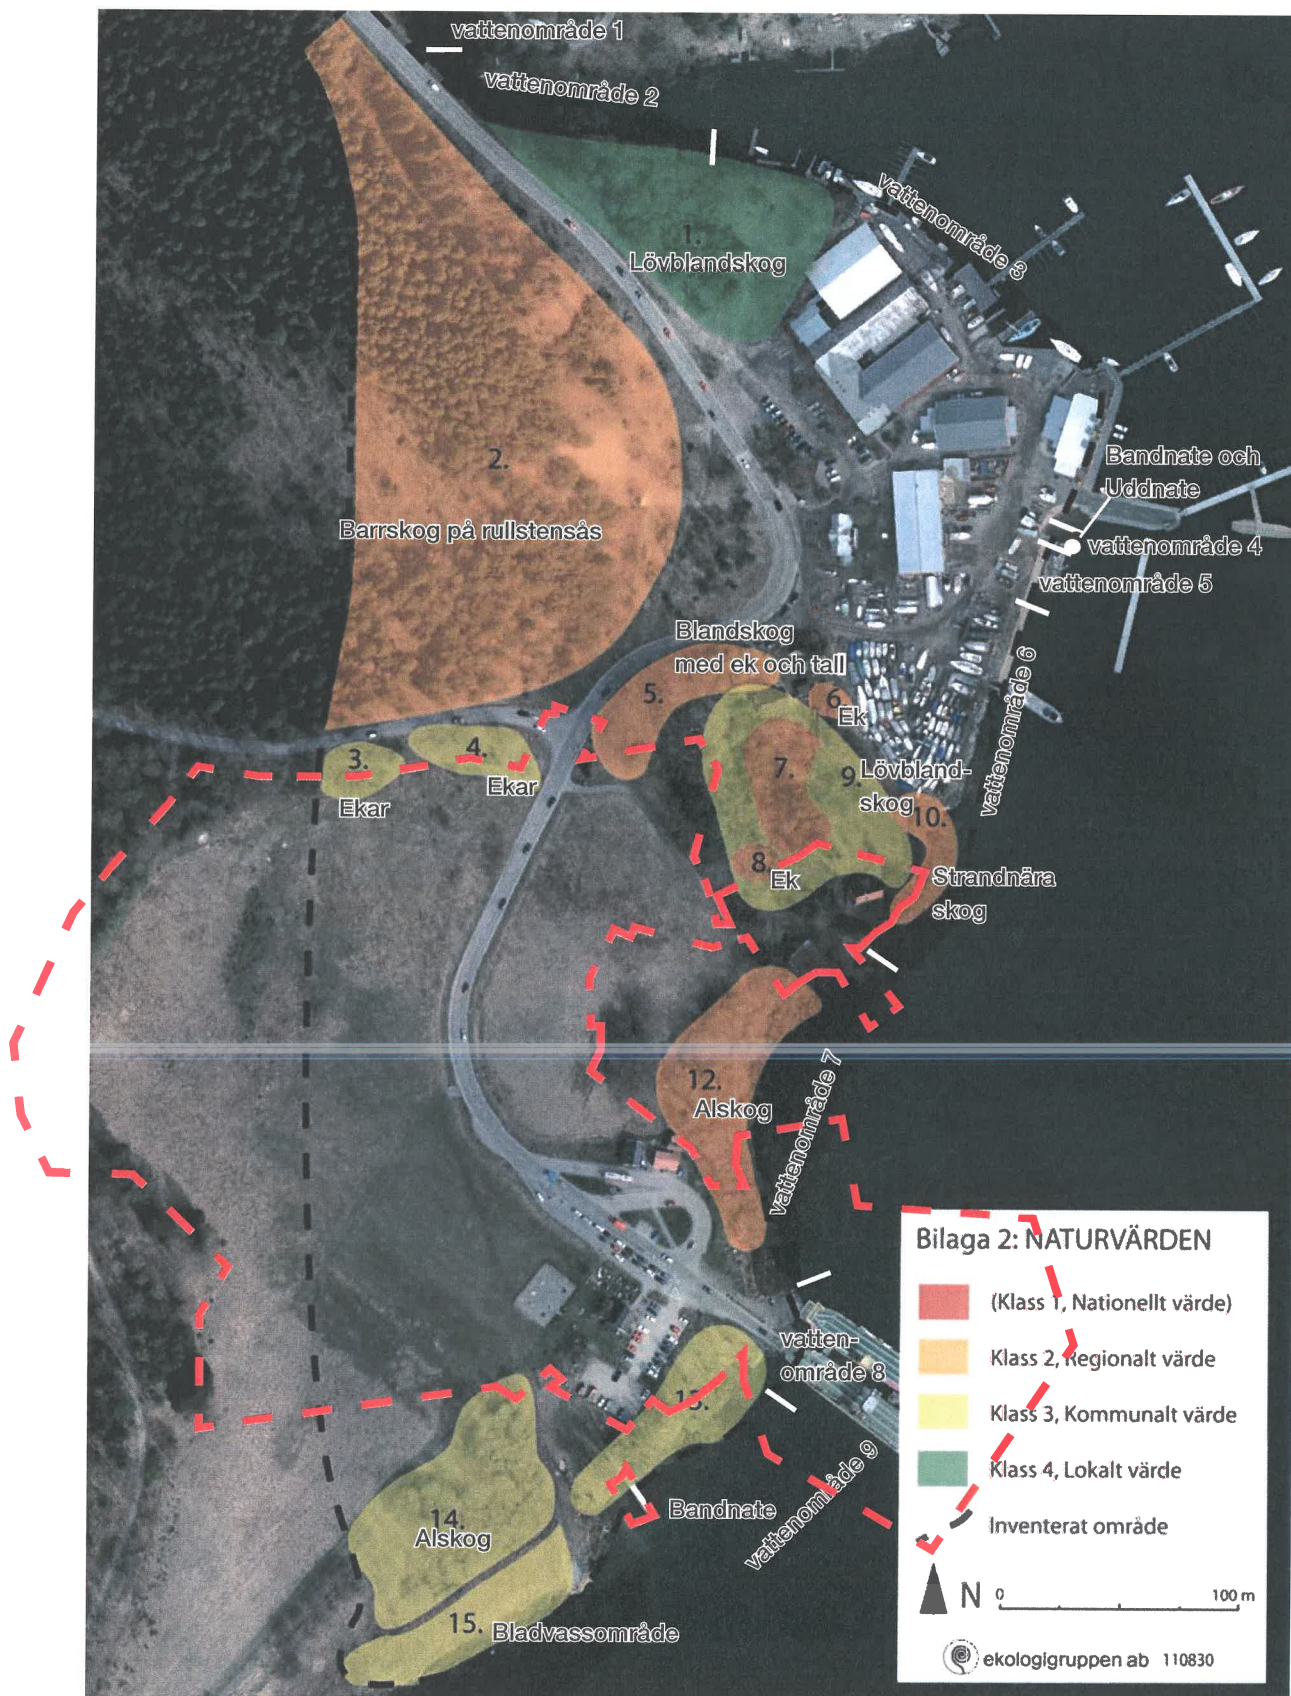 vattenområde 1
vattenområde 2
vattenområde 3
1.
Lövblandskog
2.
Barrskog på rullstensås
Bandnate och
Uddnate
vattenområde 4
vattenområde 5
vattenområde 6
Blandskog
med ek och tall
5.
6.
Ek
3.
Ekar
4.
Ekar
7.
9.
Lövbland-
skog
10.
8.
Ek
Strandnära
skog
12.
Alskog
vattenområde 7
vatten-
område 8
13.
vattenområde 9
Bandnate
14.
Alskog
15.
Bladvassområde
Bilaga 2: NATURVÄRDEN
(Klass 1, Nationellt värde)
Klass 2, Regionalt värde
Klass 3, Kommunalt värde
Klass 4, Lokalt värde
Inventerat område
N
0 100 m
ekologigruppen ab 110830